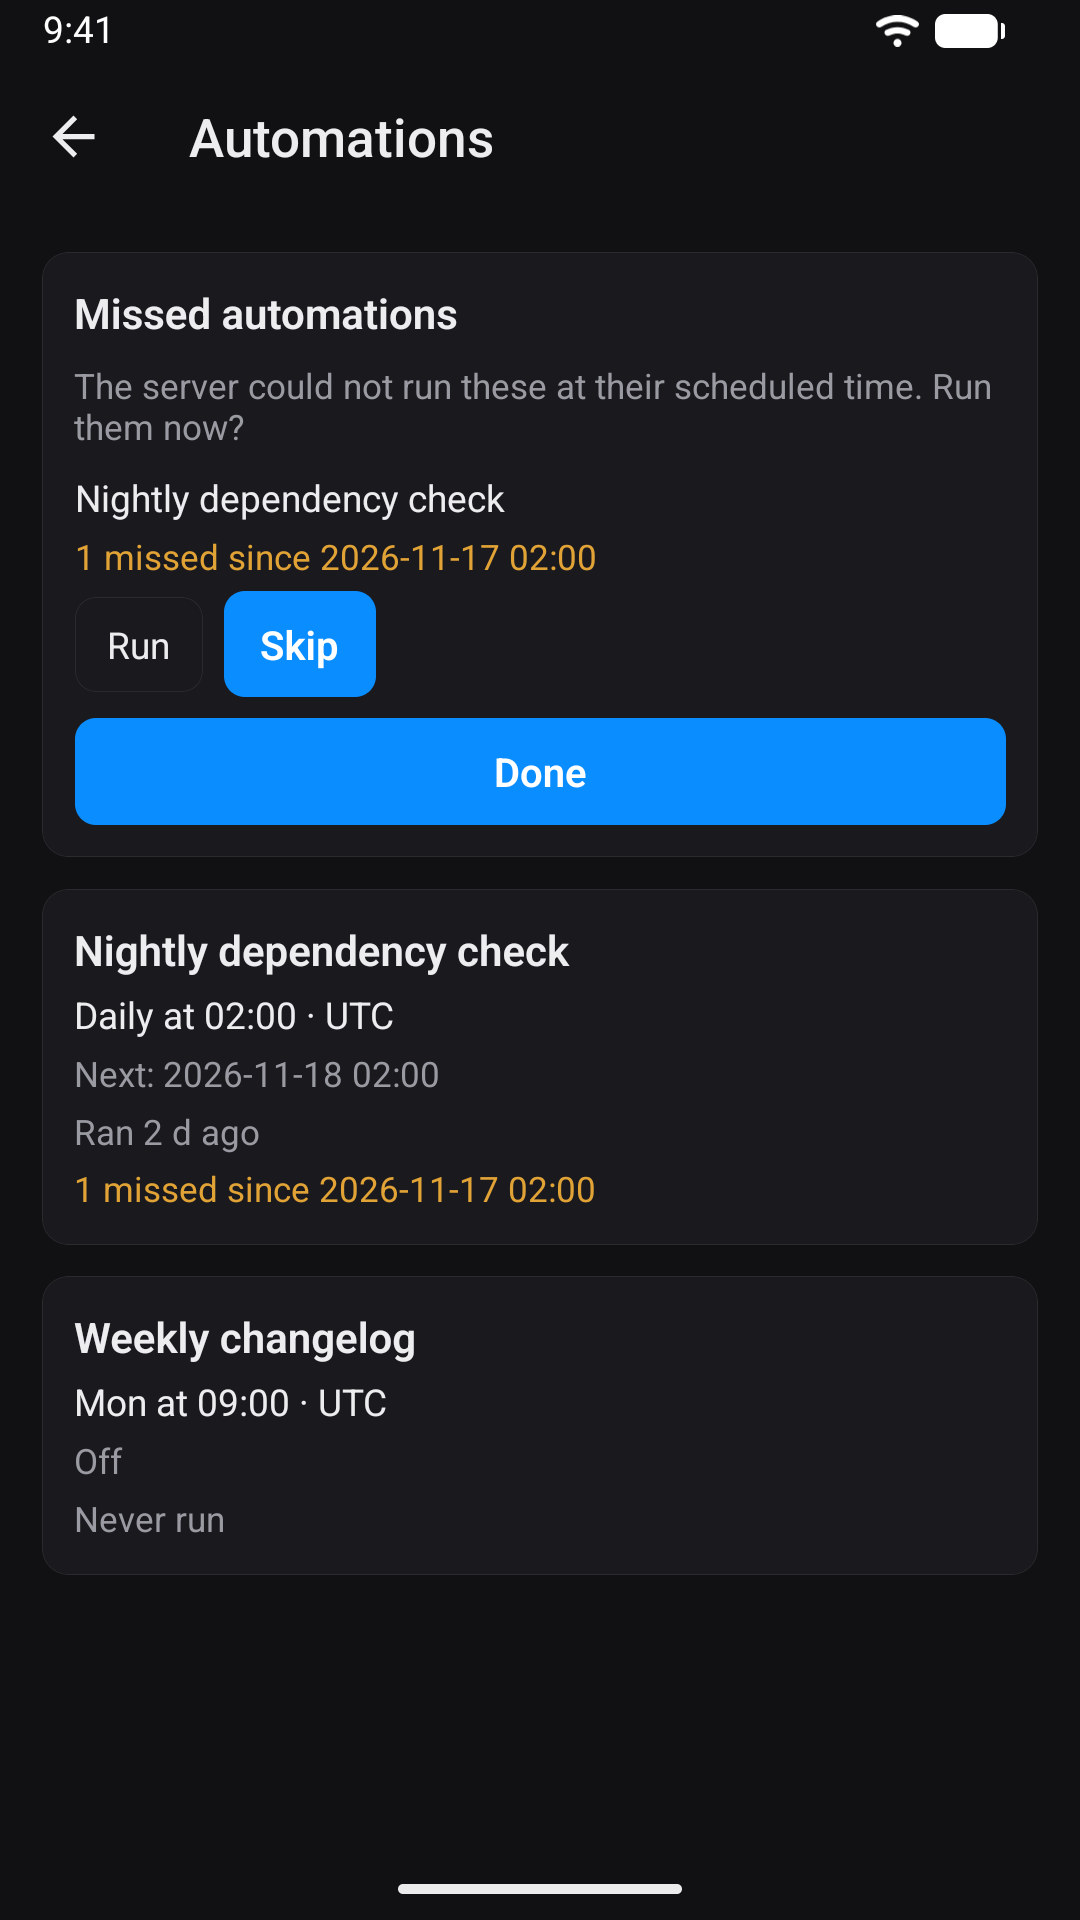 9:41
Automations
Missed automations
The server could not run these at their scheduled time. Run
them now?
Nightly dependency check
1 missed since 2026-11-17 02:00
Run
Skip
Done
Nightly dependency check
Daily at 02:00 · UTC
Next: 2026-11-18 02:00
Ran 2 d ago
1 missed since 2026-11-17 02:00
Weekly changelog
Mon at 09:00 · UTC
Off
Never run